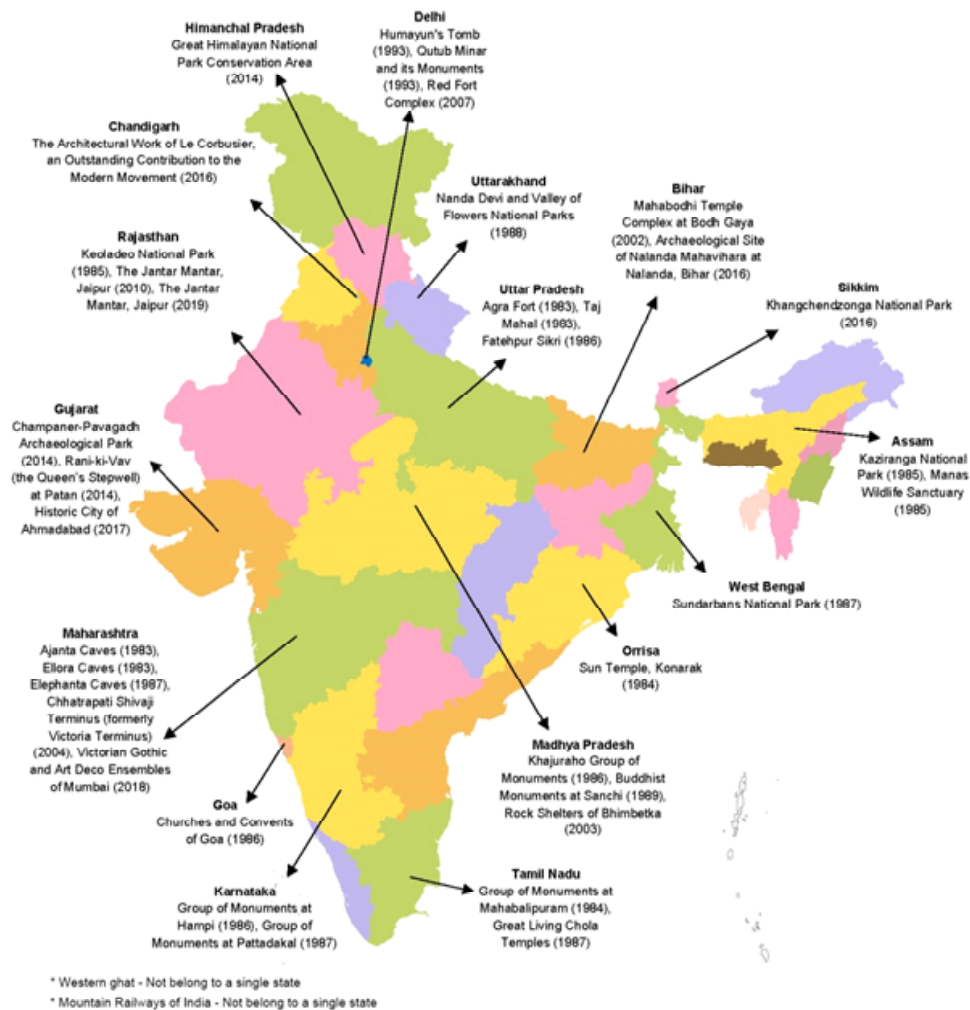 Himanchal Pradesh
Great Himalayan National
Park Conservation Area
(2014)
Delhi
Humayun's Tomb
(1993), Qutub Minar
and its Monuments
(1993), Red Fort
Complex (2007)
Chandigarh
The Architectural Work of Le Corbusier,
an Outstanding Contribution to the
Modern Movement (2016)
Uttarakhand
Nanda Devi and Valley of
Flowers National Parks
(1988)
Bihar
Mahabodhi Temple
Complex at Bodh Gaya
(2002), Archaeological Site
of Nalanda Mahavihara at
Nalanda, Bihar (2016)
Rajasthan
Keoladeo National Park
(1985), The Jantar Mantar,
Jaipur (2010), The Jantar
Mantar, Jaipur (2019)
Uttar Pradesh
Agra Fort (1983), Taj
Mahal (1983),
Fatehpur Sikri (1986)
Sikkim
Khangchendzonga National Park
(2016)
Gujarat
Champaner-Pavagadh
Archaeological Park
(2014), Rani-ki-Vav
(the Queen's Stepwell)
at Patan (2014),
Historic City of
Ahmadabad (2017)
Assam
Kaziranga National
Park (1985), Manas
Wildlife Sanctuary
(1985)
West Bengal
Sundarbans National Park (1987)
Maharashtra
Ajanta Caves (1983),
Ellora Caves (1983),
Elephanta Caves (1987),
Chhatrapati Shivaji
Terminus (formerly
Victoria Terminus)
(2004), Victorian Gothic
and Art Deco Ensembles
of Mumbai (2018)
Orrisa
Sun Temple, Konarak
(1984)
Madhya Pradesh
Khajuraho Group of
Monuments (1986), Buddhist
Monuments at Sanchi (1989),
Rock Shelters of Bhimbetka
(2003)
Goa
Churches and Convents
of Goa (1986)
Karnataka
Group of Monuments at
Hampi (1986), Group of
Monuments at Pattadakal (1987)
Tamil Nadu
Group of Monuments at
Mahabalipuram (1984),
Great Living Chola
Temples (1987)
* Western ghat - Not belong to a single state
* Mountain Railways of India - Not belong to a single state